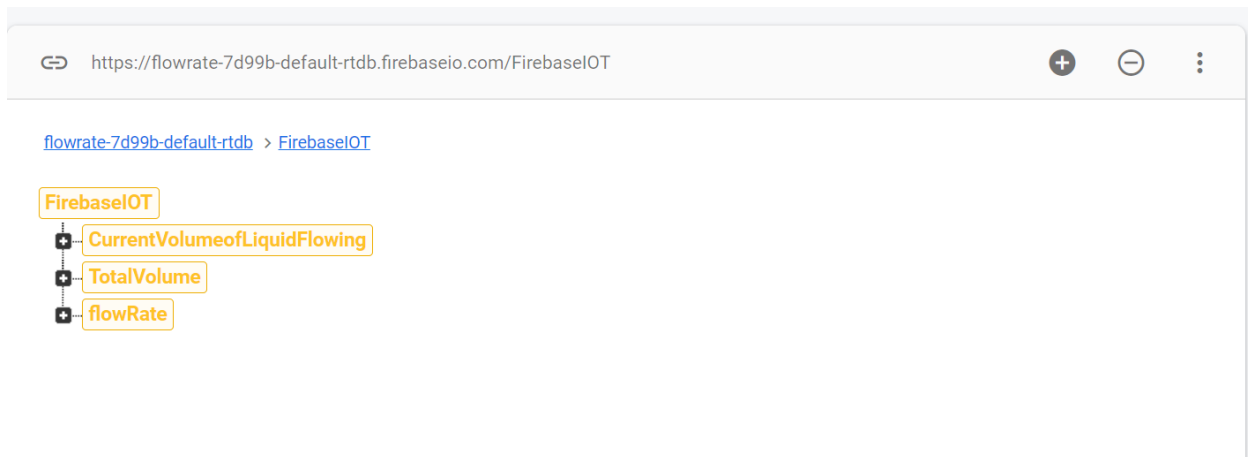 https://flowrate-7d99b-default-rtdb.firebaseio.com/FirebaseIOT
flowrate-7d99b-default-rtdb > FirebaseIOT
FirebaseIOT
CurrentVolumeofLiquidFlowing
TotalVolume
flowRate